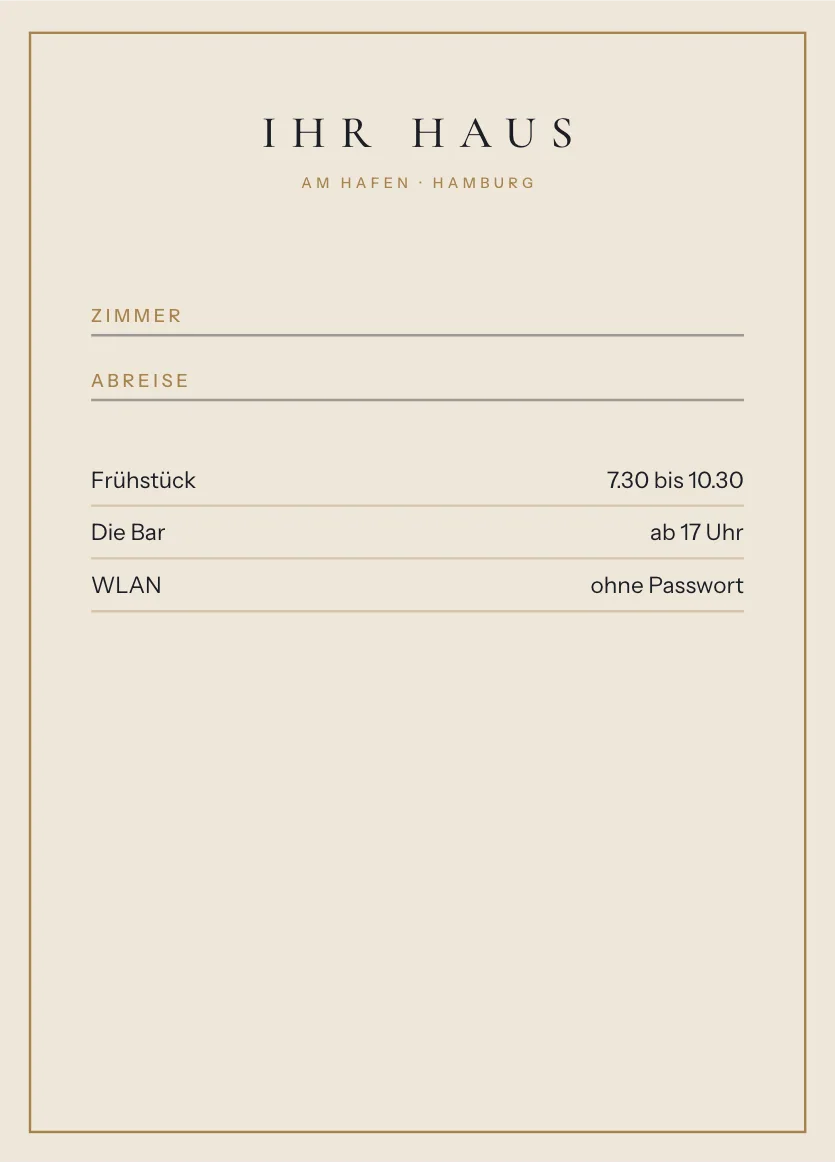 IHR HAUS
AM HAFEN · HAMBURG
ZIMMER
ABREISE
Frühstück 7.30 bis 10.30
Die Bar ab 17 Uhr
WLAN ohne Passwort